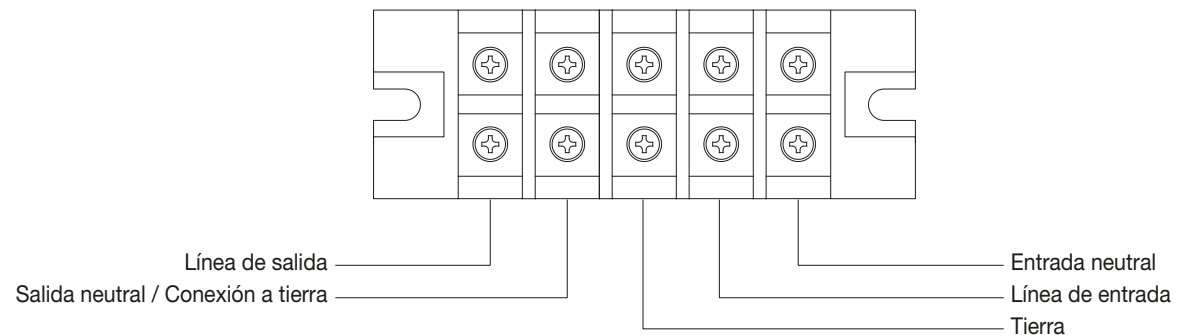 Línea de salida
Salida neutral / Conexión a tierra
Entrada neutral
Línea de entrada
Tierra